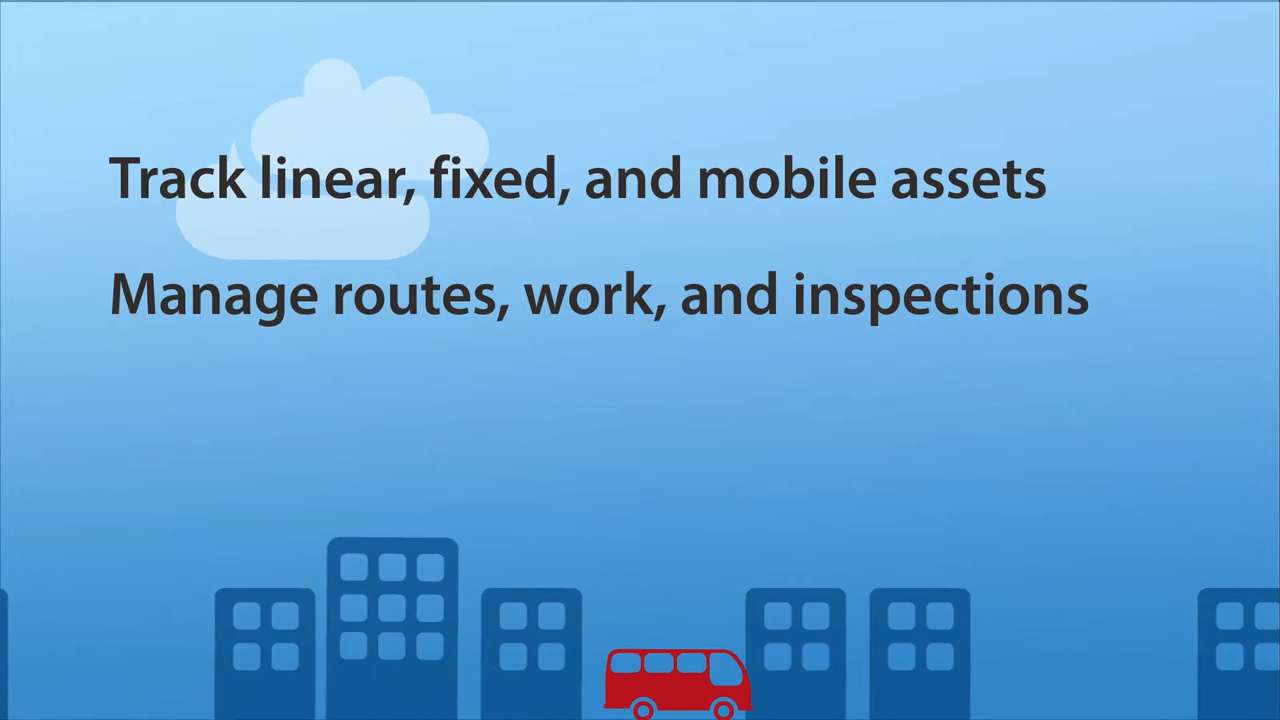 Track linear, fixed, and mobile assets
Manage routes, work, and inspections